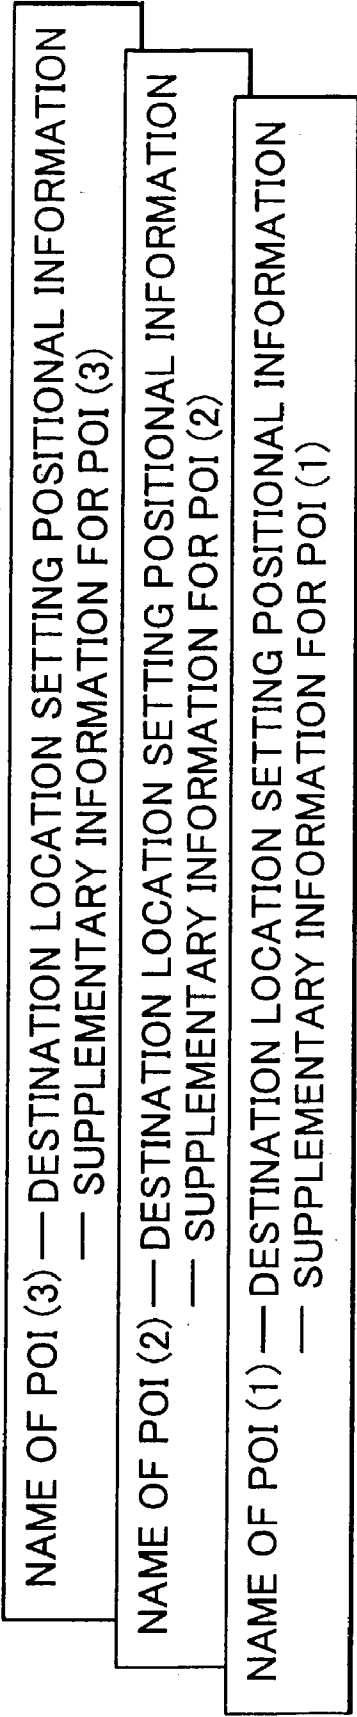 NAME OF POI (3) — DESTINATION LOCATION SETTING POSITIONAL INFORMATION
— SUPPLEMENTARY INFORMATION FOR POI (3)
NAME OF POI (2) — DESTINATION LOCATION SETTING POSITIONAL INFORMATION
— SUPPLEMENTARY INFORMATION FOR POI (2)
NAME OF POI (1) — DESTINATION LOCATION SETTING POSITIONAL INFORMATION
— SUPPLEMENTARY INFORMATION FOR POI (1)